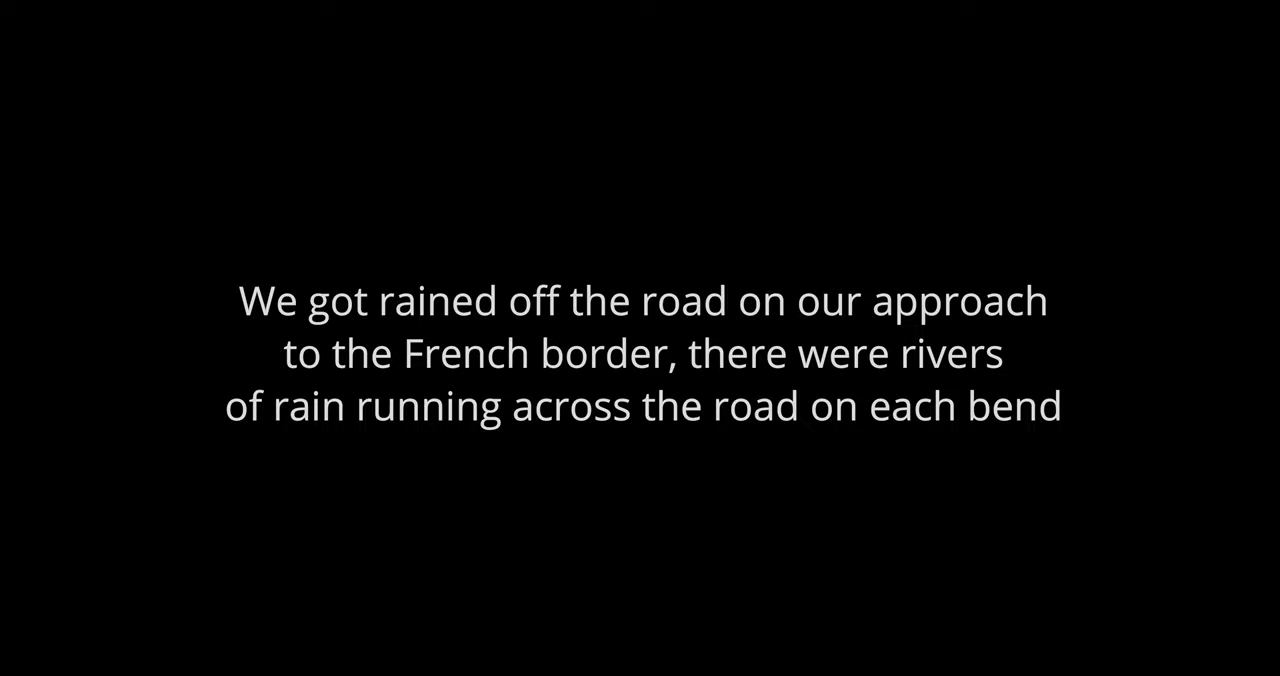 We got rained off the road on our approach
to the French border, there were rivers
of rain running across the road on each bend